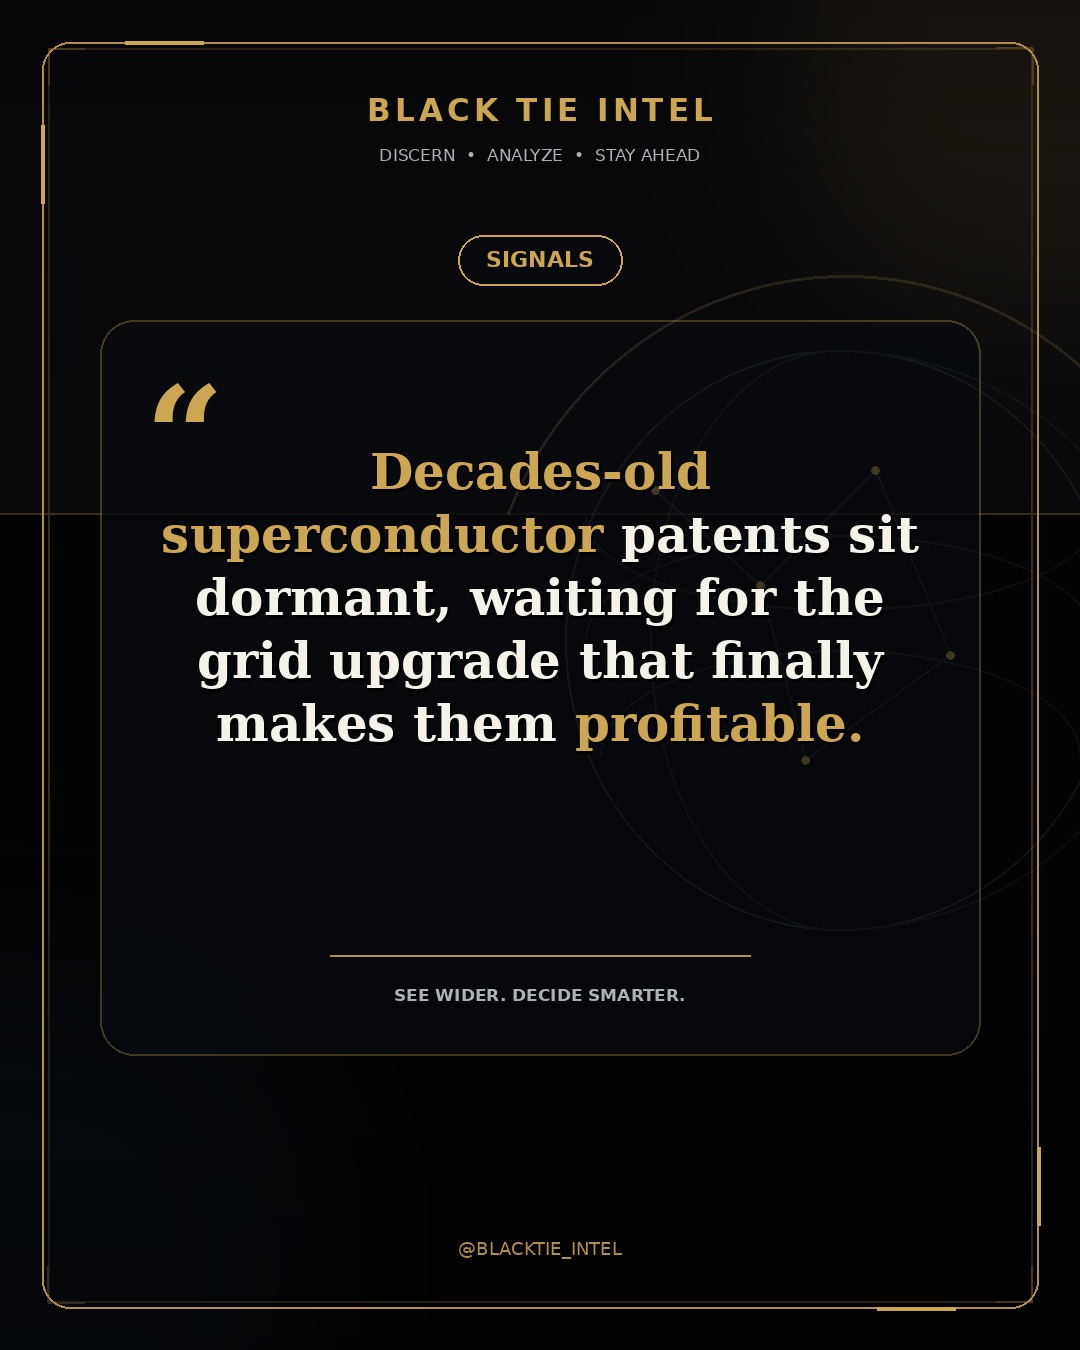 BLACK TIE INTEL
DISCERN • ANALYZE • STAY AHEAD
SIGNALS
“
Decades-old
superconductor patents sit
dormant, waiting for the
grid upgrade that finally
makes them profitable.
SEE WIDER. DECIDE SMARTER.
@BLACKTIE_INTEL